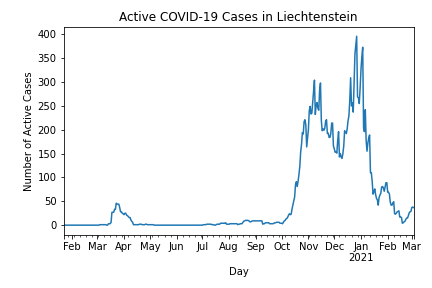 Active COVID-19 Cases in Liechtenstein
400
350
300
250
200
150
100
50
0
Number of Active Cases
Feb Mar Apr May Jun Jul Aug Sep Oct Nov Dec Jan Feb Mar
2021
Day